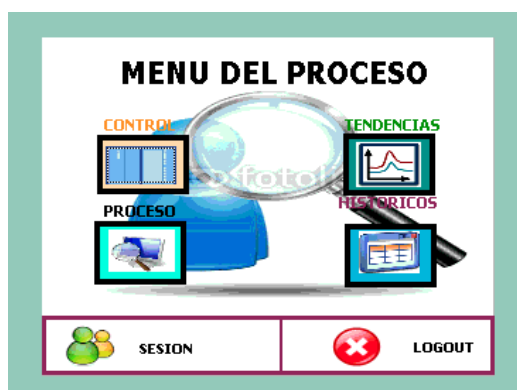 MENU DEL PROCESO
CONTROL
TENDENCIAS
PROCESO
HISTORICOS
SESION
LOGOUT